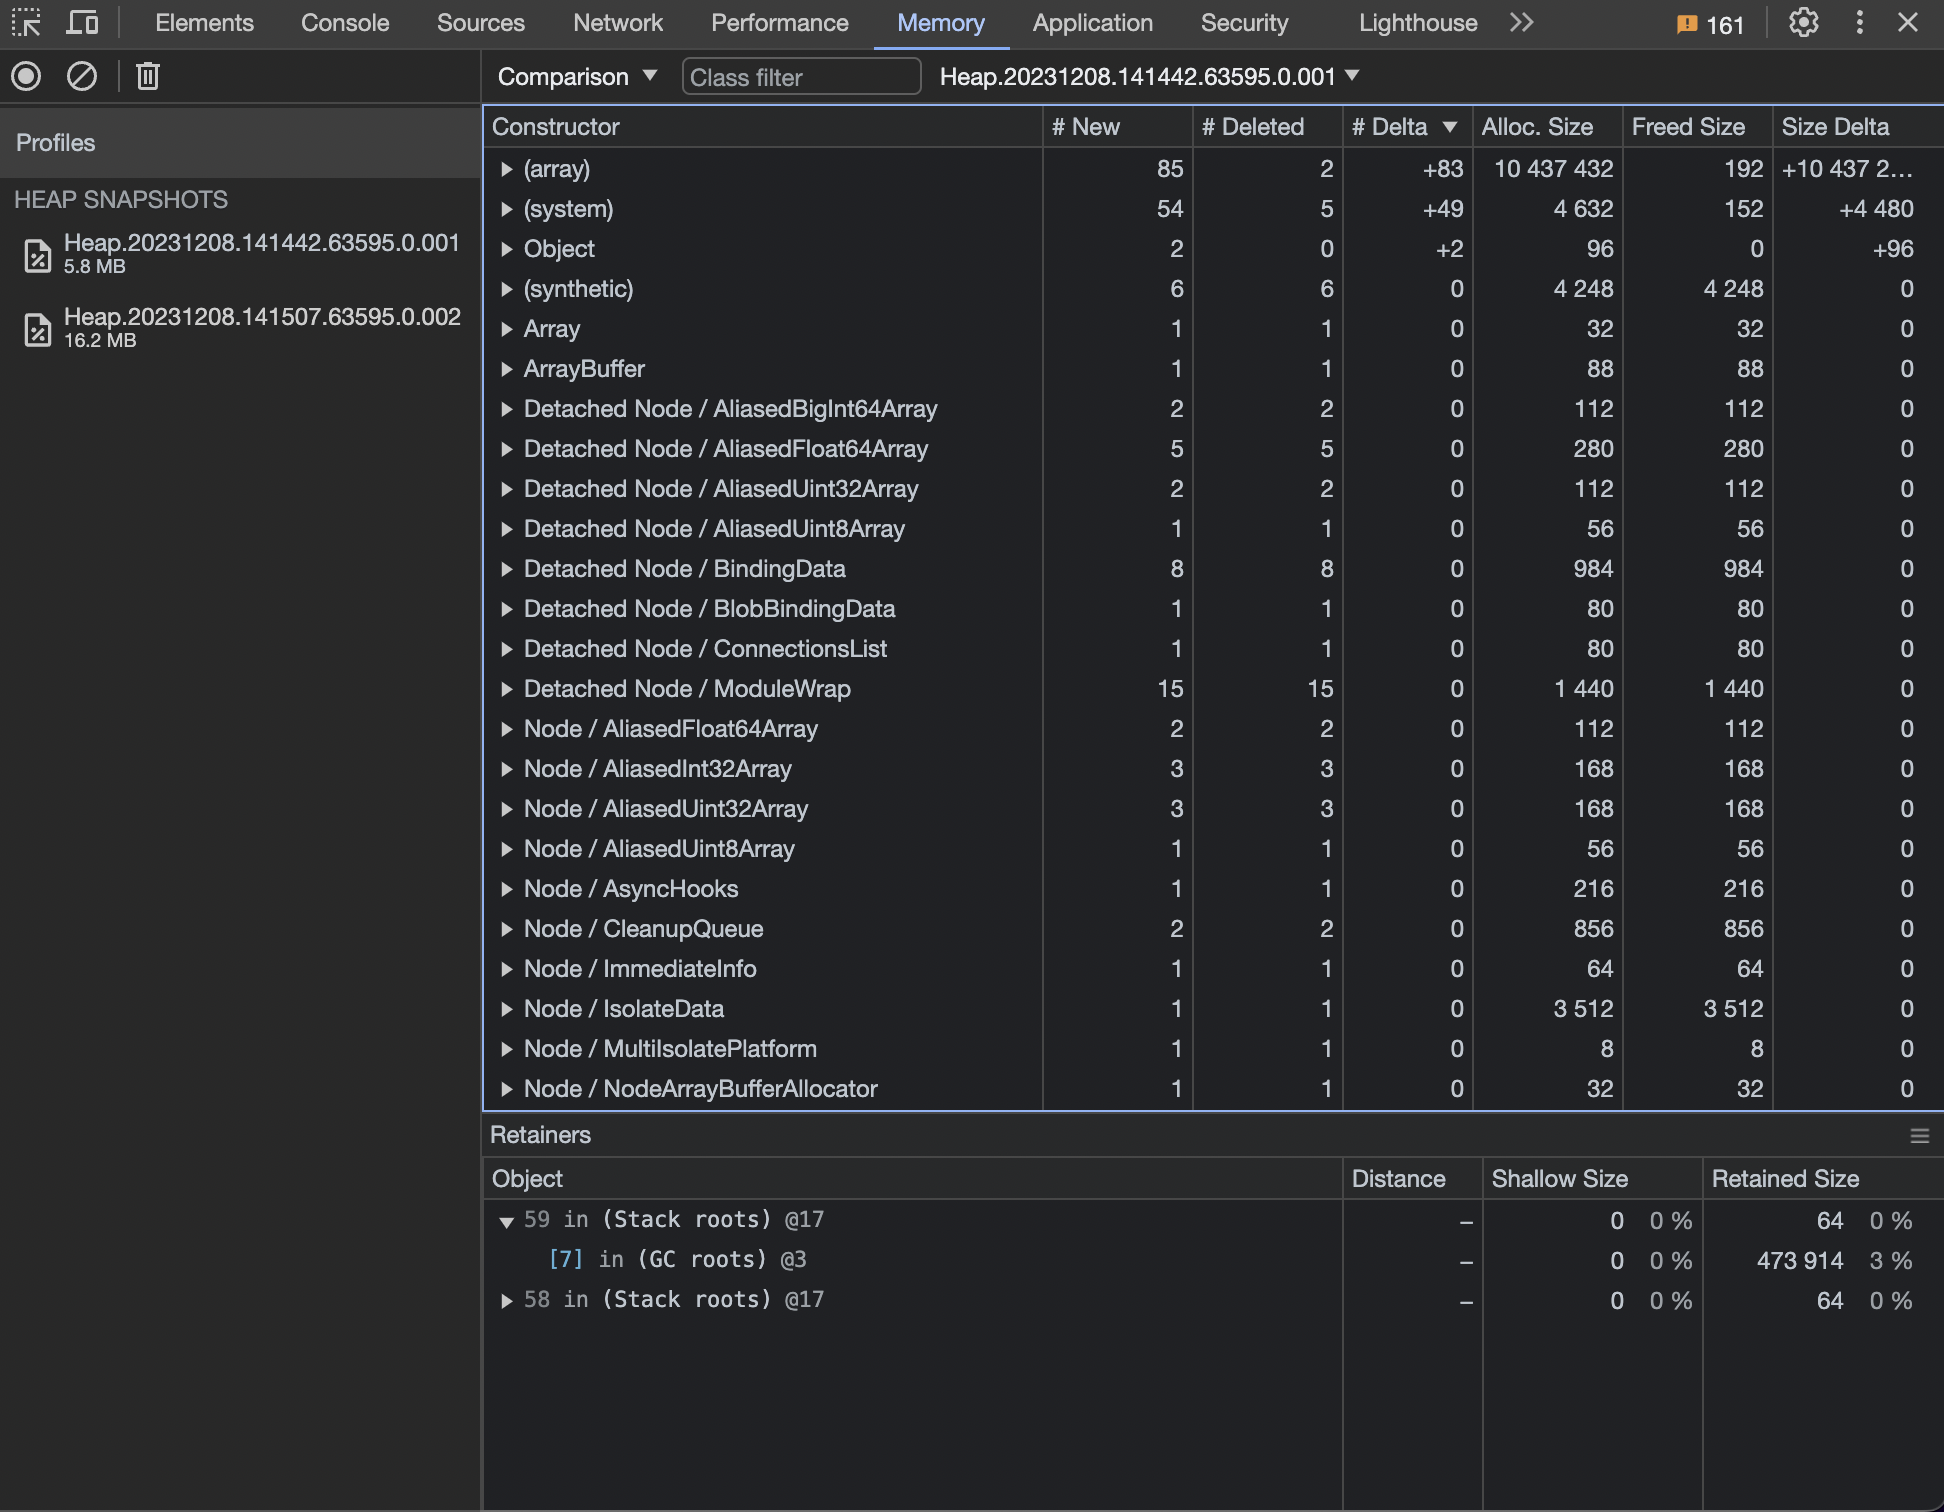 Elements Console Sources Network Performance Memory Application Security Lighthouse 161
Comparison Class filter Heap.20231208.141442.63595.0.001
Profiles
HEAP SNAPSHOTS
Heap.20231208.141442.63595.0.001
5.8 MB
Heap.20231208.141507.63595.0.002
16.2 MB
Constructor # New # Deleted # Delta Alloc. Size Freed Size Size Delta
(array) 85 2 +83 10 437 432 192 +10 437 2...
(system) 54 5 +49 4 632 152 +4 480
Object 2 0 +2 96 0 +96
(synthetic) 6 6 0 4 248 4 248 0
Array 1 1 0 32 32 0
ArrayBuffer 1 1 0 88 88 0
Detached Node / AliasedBigInt64Array 2 2 0 112 112 0
Detached Node / AliasedFloat64Array 5 5 0 280 280 0
Detached Node / AliasedUint32Array 2 2 0 112 112 0
Detached Node / AliasedUint8Array 1 1 0 56 56 0
Detached Node / BindingData 8 8 0 984 984 0
Detached Node / BlobBindingData 1 1 0 80 80 0
Detached Node / ConnectionsList 1 1 0 80 80 0
Detached Node / ModuleWrap 15 15 0 1 440 1 440 0
Node / AliasedFloat64Array 2 2 0 112 112 0
Node / AliasedInt32Array 3 3 0 168 168 0
Node / AliasedUint32Array 3 3 0 168 168 0
Node / AliasedUint8Array 1 1 0 56 56 0
Node / AsyncHooks 1 1 0 216 216 0
Node / CleanupQueue 2 2 0 856 856 0
Node / ImmediateInfo 1 1 0 64 64 0
Node / IsolateData 1 1 0 3 512 3 512 0
Node / MultiIsolatePlatform 1 1 0 8 8 0
Node / NodeArrayBufferAllocator 1 1 0 32 32 0
Retainers
Object Distance Shallow Size Retained Size
59 in (Stack roots) @17 – 0 0 % 64 0 %
[7] in (GC roots) @3 – 0 0 % 473 914 3 %
58 in (Stack roots) @17 – 0 0 % 64 0 %